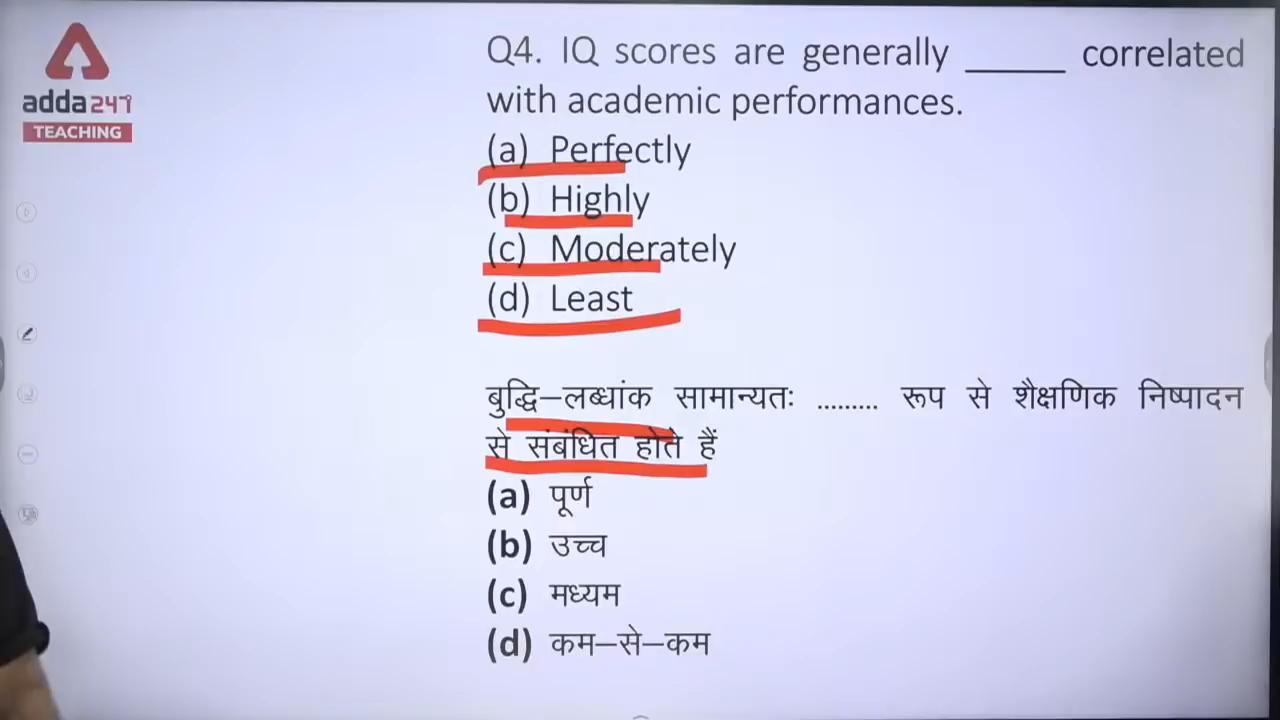 adda247
TEACHING
Q4. IQ scores are generally _____ correlated
with academic performances.
(a) Perfectly
(b) Highly
(c) Moderately
(d) Least
बुद्धि–लब्धांक सामान्यतः ......... रूप से शैक्षणिक निष्पादन
से संबंधित होते हैं
(a) पूर्ण
(b) उच्च
(c) मध्यम
(d) कम–से–कम